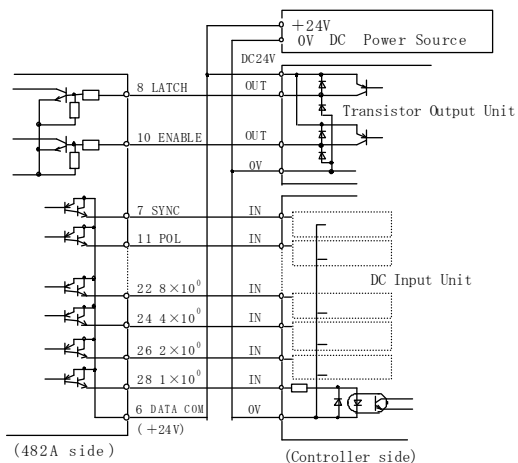 +24V
0V DC Power Source
DC24V
8 LATCH OUT
Transistor Output Unit
10 ENABLE OUT
0V
7 SYNC IN
11 POL IN
DC Input Unit
22 8×10⁰ IN
24 4×10⁰ IN
26 2×10⁰ IN
28 1×10⁰ IN
6 DATA COM 0V
(+24V)
(482A side)
(Controller side)